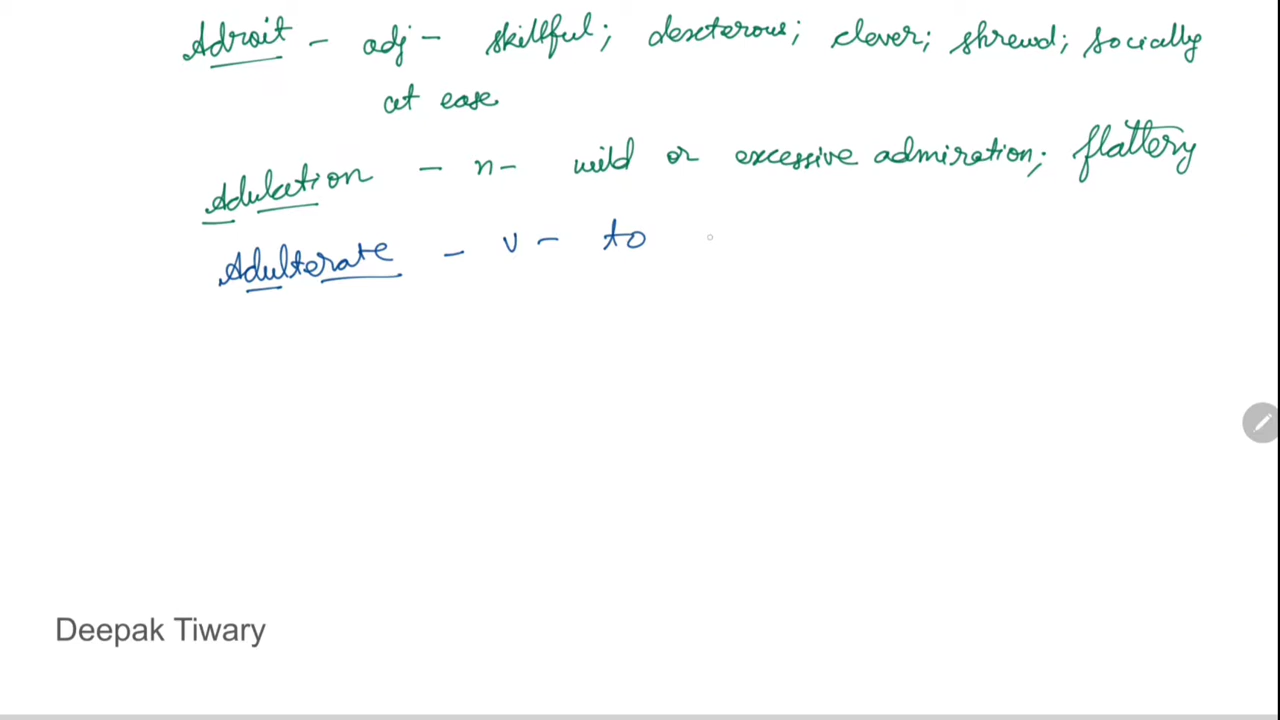 Adroit - adj - skillful; dexterous; clever; shrewd; socially
at ease
Adulation - n - wild or excessive admiration; flattery
Adulterate - v - to
Deepak Tiwary